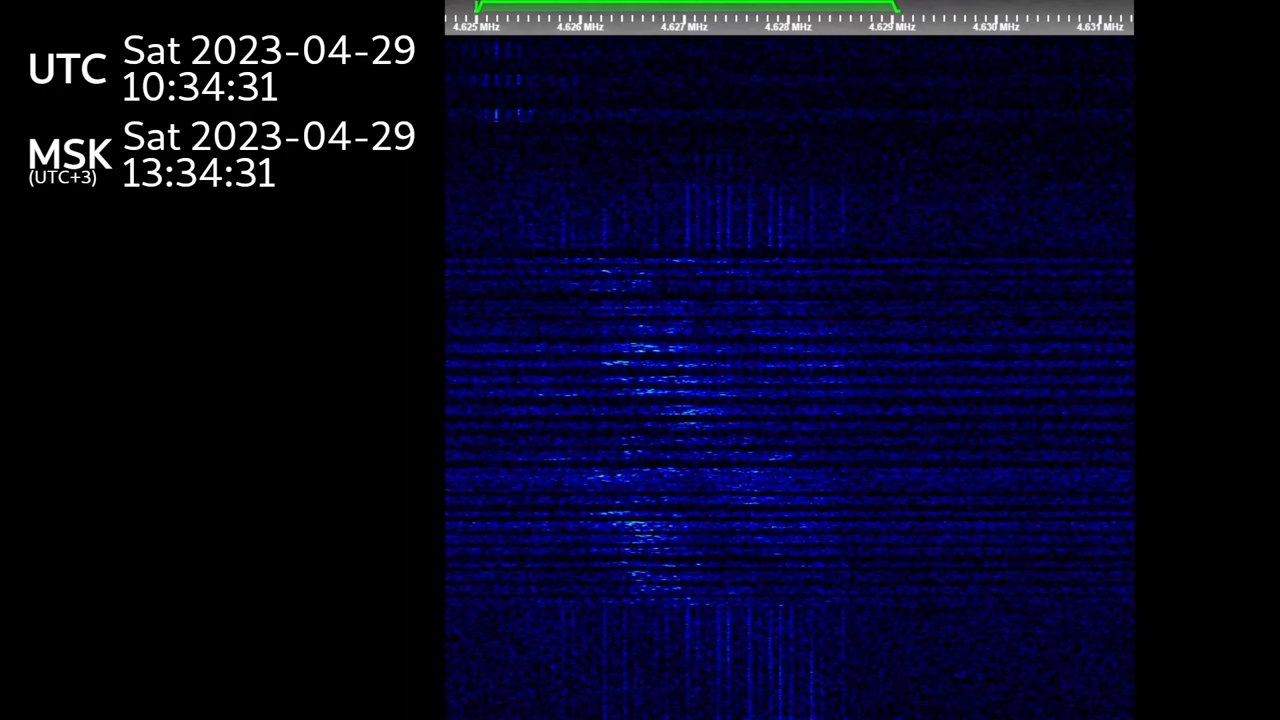 4.625 MHz 4.626 MHz 4.627 MHz 4.628 MHz 4.629 MHz 4.630 MHz 4.631 MHz
UTC Sat 2023-04-29
10:34:31
MSK Sat 2023-04-29
(UTC+3) 13:34:31